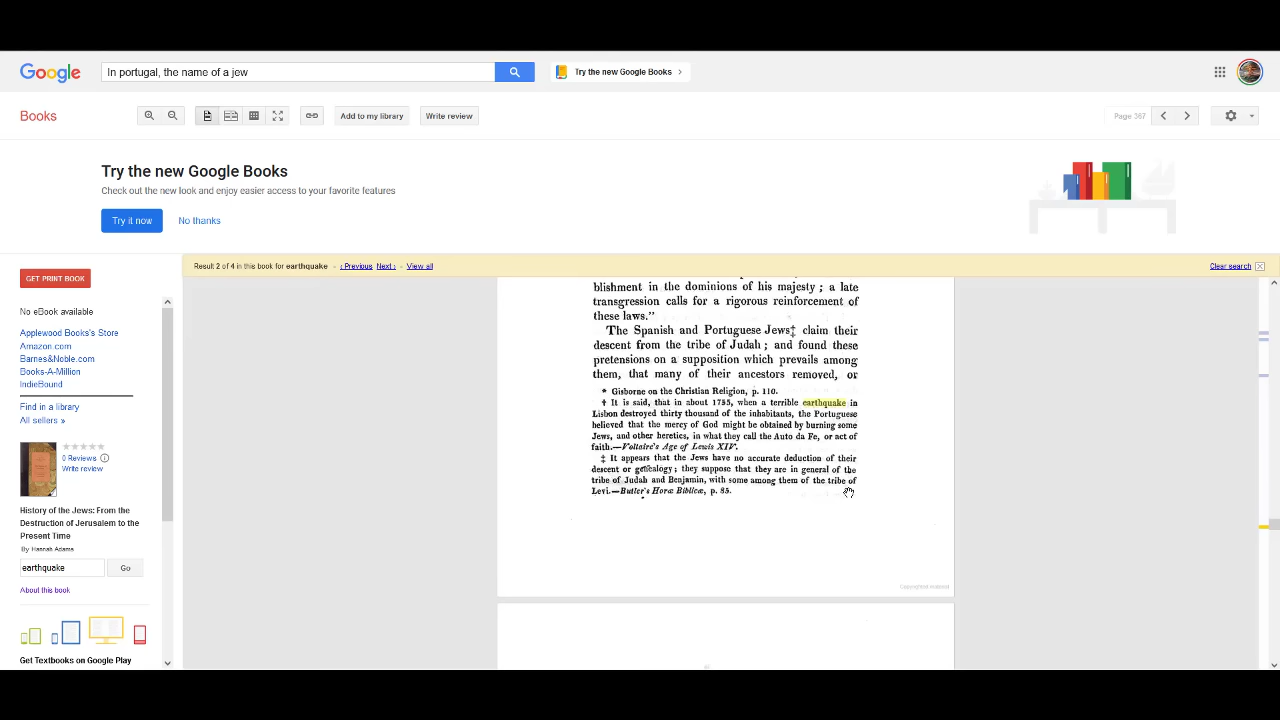 Google
In portugal, the name of a jew
Try the new Google Books
Books
Add to my library
Write review
Page 367
Try the new Google Books
Check out the new look and enjoy easier access to your favorite features
Try it now
No thanks
Result 2 of 4 in this book for earthquake - ‹ Previous Next › - View all
Clear search
GET PRINT BOOK
No eBook available
Applewood Books's Store
Amazon.com
Barnes&Noble.com
Books-A-Million
IndieBound
Find in a library
All sellers »
0 Reviews
Write review
History of the Jews: From the
Destruction of Jerusalem to the
Present Time
By Hannah Adams
earthquake
Go
About this book
Get Textbooks on Google Play
blishment in the dominions of his majesty ; a late
transgression calls for a rigorous reinforcement of
these laws."
The Spanish and Portuguese Jews‡ claim their
descent from the tribe of Judah ; and found these
pretensions on a supposition which prevails among
them, that many of their ancestors removed, or
* Gisborne on the Christian Religion, p. 110.
† It is said, that in about 1755, when a terrible earthquake in
Lisbon destroyed thirty thousand of the inhabitants, the Portuguese
believed that the mercy of God might be obtained by burning some
Jews, and other heretics, in what they call the Auto da Fe, or act of
faith.—Voltaire's Age of Lewis XIV.
‡ It appears that the Jews have no accurate deduction of their
descent or genealogy ; they suppose that they are in general of the
tribe of Judah and Benjamin, with some among them of the tribe of
Levi.—Butler's Horæ Biblicæ, p. 85.
Copyrighted material